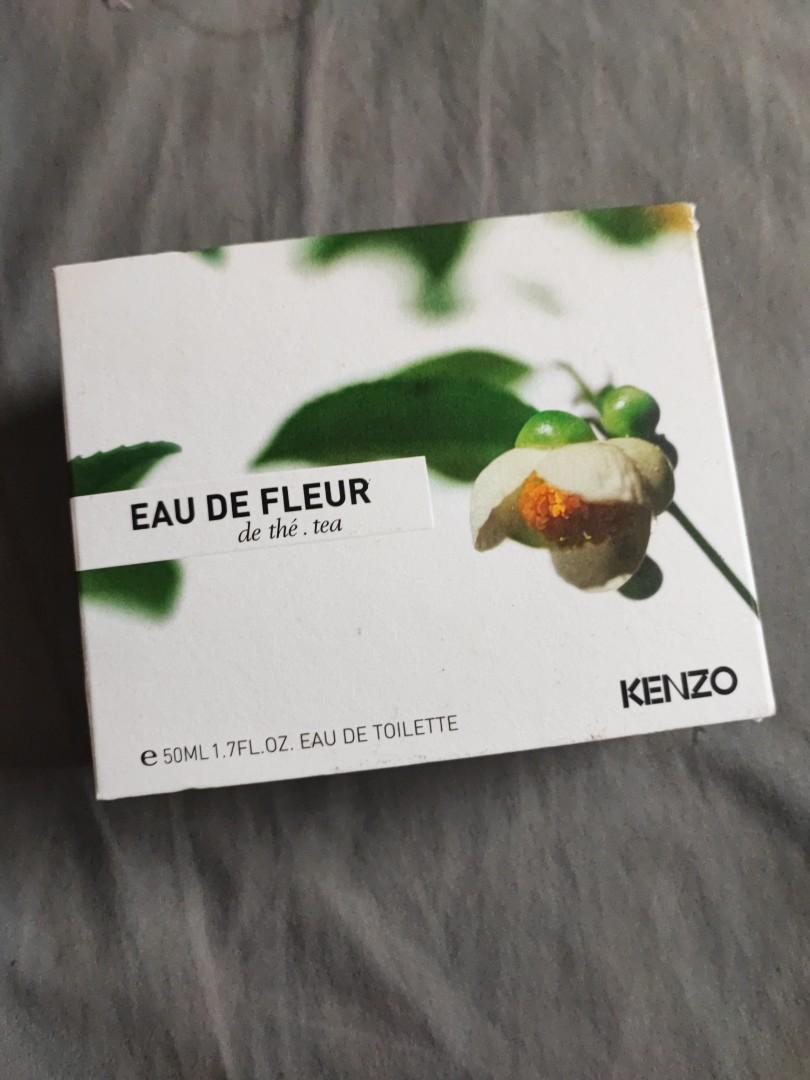 EAU DE FLEUR
de thé . tea
KENZO
e 50ML 1.7FL.OZ. EAU DE TOILETTE